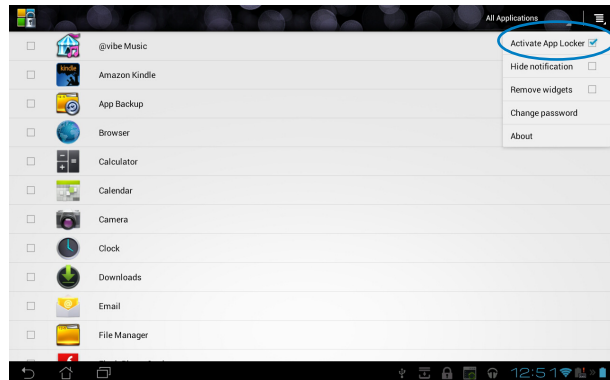 All Applications
Activate App Locker
Hide notification
Remove widgets
Change password
About
@vibe Music
kindle
Amazon Kindle
App Backup
Browser
Calculator
Calendar
Camera
Clock
Downloads
Email
File Manager
12:51